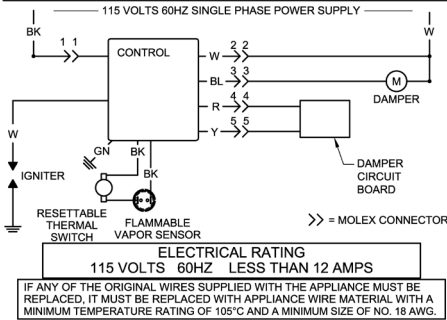 115 VOLTS 60HZ SINGLE PHASE POWER SUPPLY
BK
W
1 1
CONTROL
W 2 2
BL 3 3
M
DAMPER
R 4 4
Y 5 5
W
GN
BK
BK
IGNITER
DAMPER
CIRCUIT
BOARD
RESETTABLE
THERMAL
SWITCH
FLAMMABLE
VAPOR SENSOR
>> = MOLEX CONNECTOR
ELECTRICAL RATING
115 VOLTS 60HZ LESS THAN 12 AMPS
IF ANY OF THE ORIGINAL WIRES SUPPLIED WITH THE APPLIANCE MUST BE
REPLACED, IT MUST BE REPLACED WITH APPLIANCE WIRE MATERIAL WITH A
MINIMUM TEMPERATURE RATING OF 105°C AND A MINIMUM SIZE OF NO. 18 AWG.